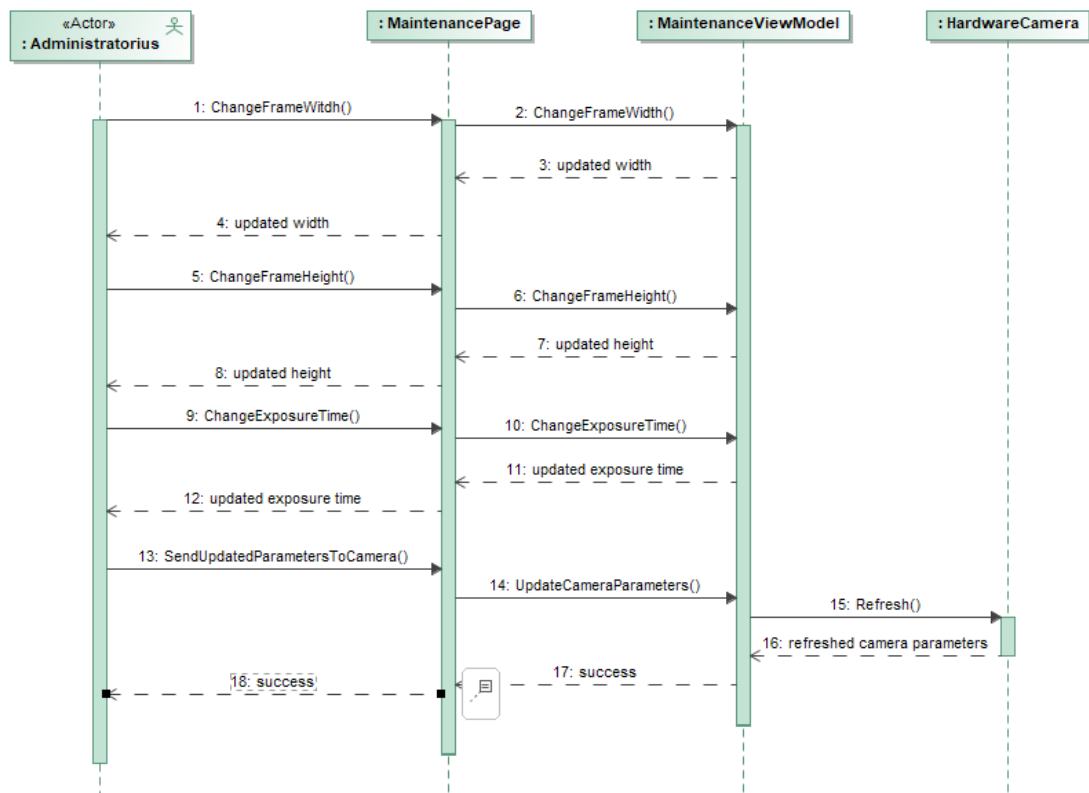 «Actor»
: Administratorius
: MaintenancePage
: MaintenanceViewModel
: HardwareCamera
1: ChangeFrameWitdh()
2: ChangeFrameWidth()
3: updated width
4: updated width
5: ChangeFrameHeight()
6: ChangeFrameHeight()
7: updated height
8: updated height
9: ChangeExposureTime()
10: ChangeExposureTime()
11: updated exposure time
12: updated exposure time
13: SendUpdatedParametersToCamera()
14: UpdateCameraParameters()
15: Refresh()
16: refreshed camera parameters
17: success
18: success